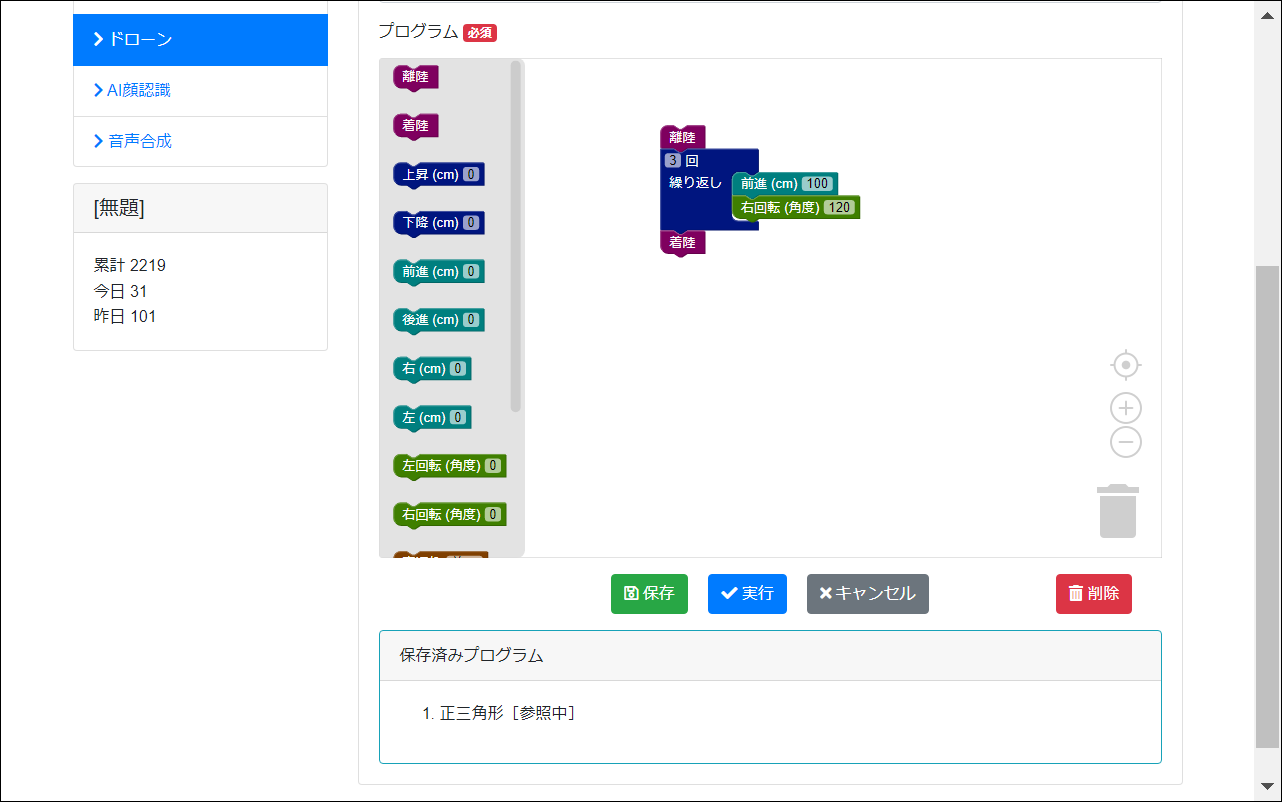 ドローン
AI顔認識
音声合成
[無題]
累計 2219
今日 31
昨日 101
プログラム 必須
離陸
着陸
上昇 (cm) 0
下降 (cm) 0
前進 (cm) 0
後進 (cm) 0
右 (cm) 0
左 (cm) 0
左回転 (角度) 0
右回転 (角度) 0
離陸
3 回
繰り返し
前進 (cm) 100
右回転 (角度) 120
着陸
保存
実行
キャンセル
削除
保存済みプログラム
1. 正三角形［参照中］